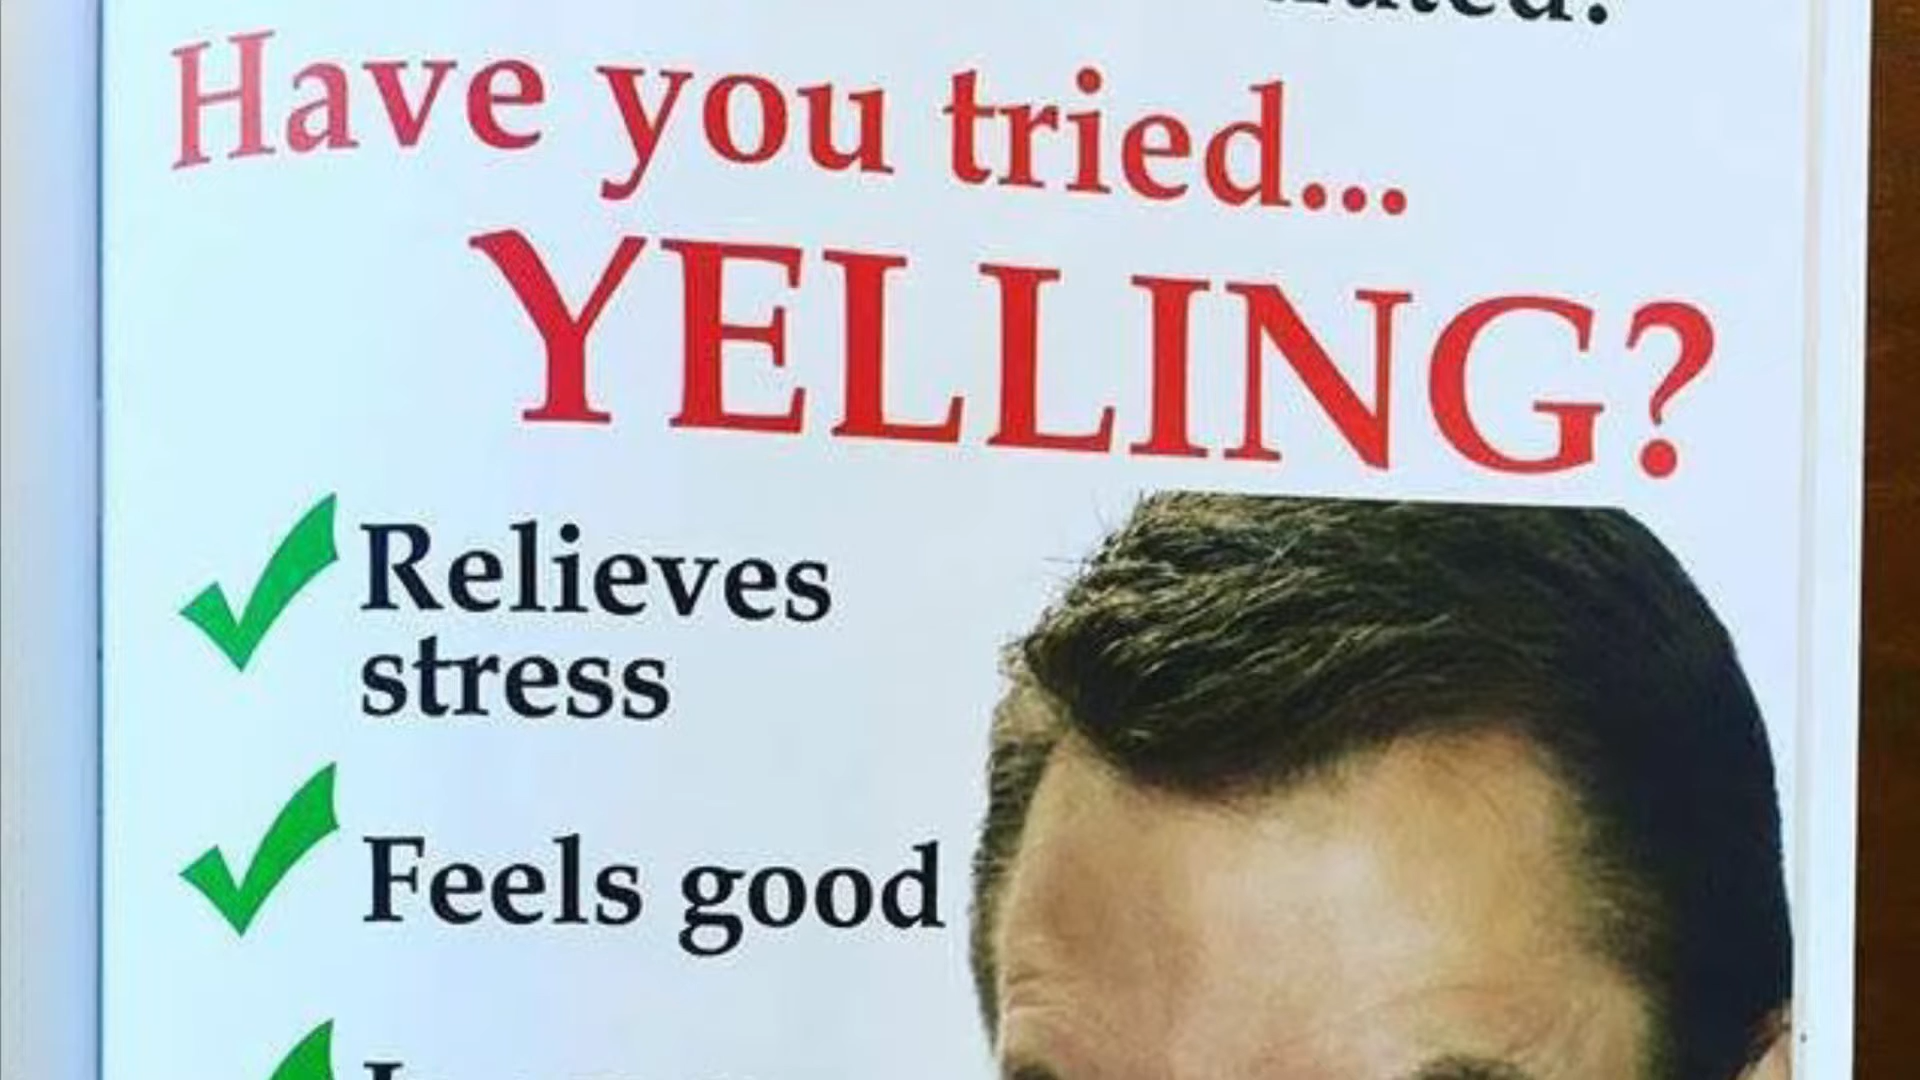 Have you tried...
YELLING?
Relieves
stress
Feels good